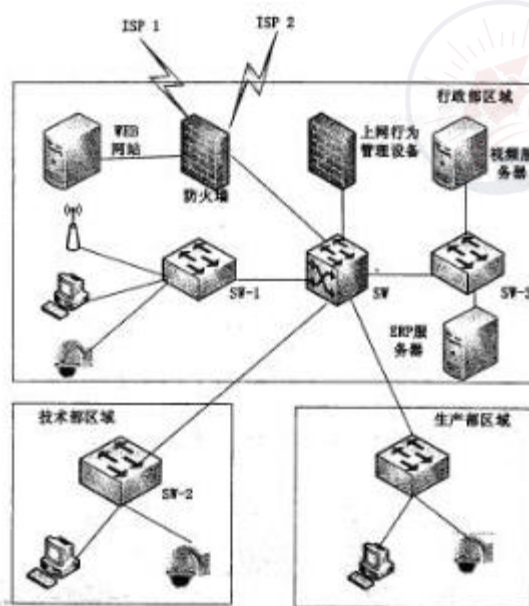 ISP 1
ISP 2
行政部区域
WEB
网站
防火墙
上网行为
管理设备
视频服
务器
SW-1
SW
SW-3
ERP服
务器
技术部区域
SW-2
生产部区域